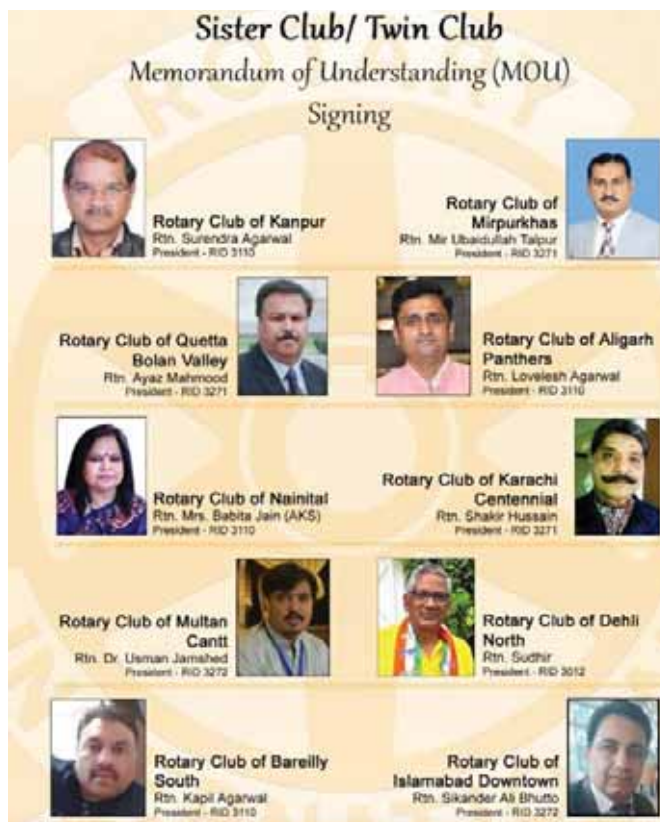 Sister Club/ Twin Club
Memorandum of Understanding (MOU)
Signing
Rotary Club of Kanpur
Rtn. Surendra Agarwal
President - RID 3110
Rotary Club of
Mirpurkhas
Rtn. Mir Ubaidullah Talpur
President - RID 3271
Rotary Club of Quetta
Bolan Valley
Rtn. Ayaz Mahmood
President - RID 3271
Rotary Club of Aligarh
Panthers
Rtn. Lovelesh Agarwal
President - RID 3110
Rotary Club of Nainital
Rtn. Mrs. Babita Jain (AKS)
President - RID 3110
Rotary Club of Karachi
Centennial
Rtn. Shakir Hussain
President - RID 3271
Rotary Club of Multan
Cantt
Rtn. Dr. Usman Jamshed
President - RID 3272
Rotary Club of Dehli
North
Rtn. Sudhir
President - RID 3012
Rotary Club of Bareilly
South
Rtn. Kapil Agarwal
President - RID 3110
Rotary Club of
Islamabad Downtown
Rtn. Sikander Ali Bhutto
President - RID 3272